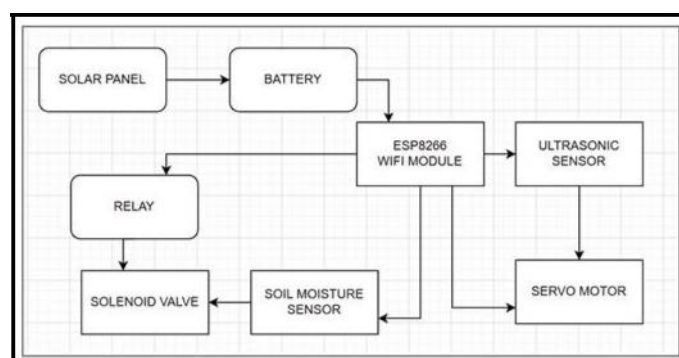 SOLAR PANEL
BATTERY
ESP8266
WIFI MODULE
ULTRASONIC
SENSOR
RELAY
SOLENOID VALVE
SOIL MOISTURE
SENSOR
SERVO MOTOR